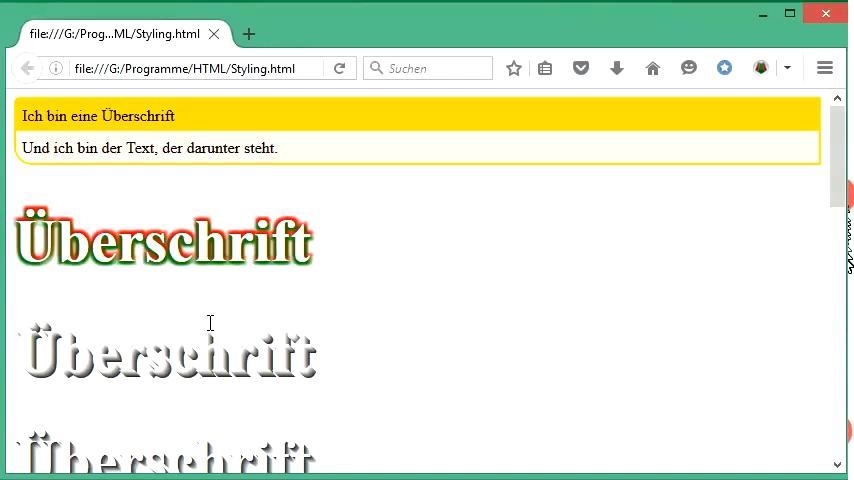 file:///G:/Prog...ML/Styling.html
file:///G:/Programme/HTML/Styling.html
Suchen
Ich bin eine Überschrift
Und ich bin der Text, der darunter steht.
Überschrift
Überschrift
Überschrift